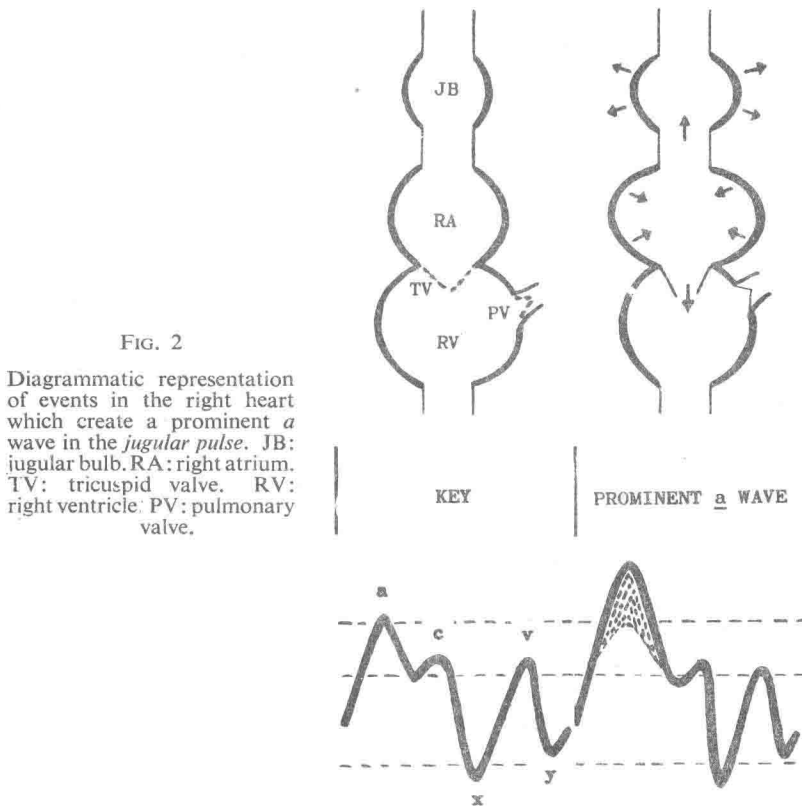 JB
RA
TV
PV
RV
FIG. 2
Diagrammatic representation
of events in the right heart
which create a prominent a
wave in the jugular pulse. JB:
jugular bulb. RA: right atrium.
TV: tricuspid valve. RV:
right ventricle. PV: pulmonary
valve.
KEY
PROMINENT a WAVE
a
c
v
x
y